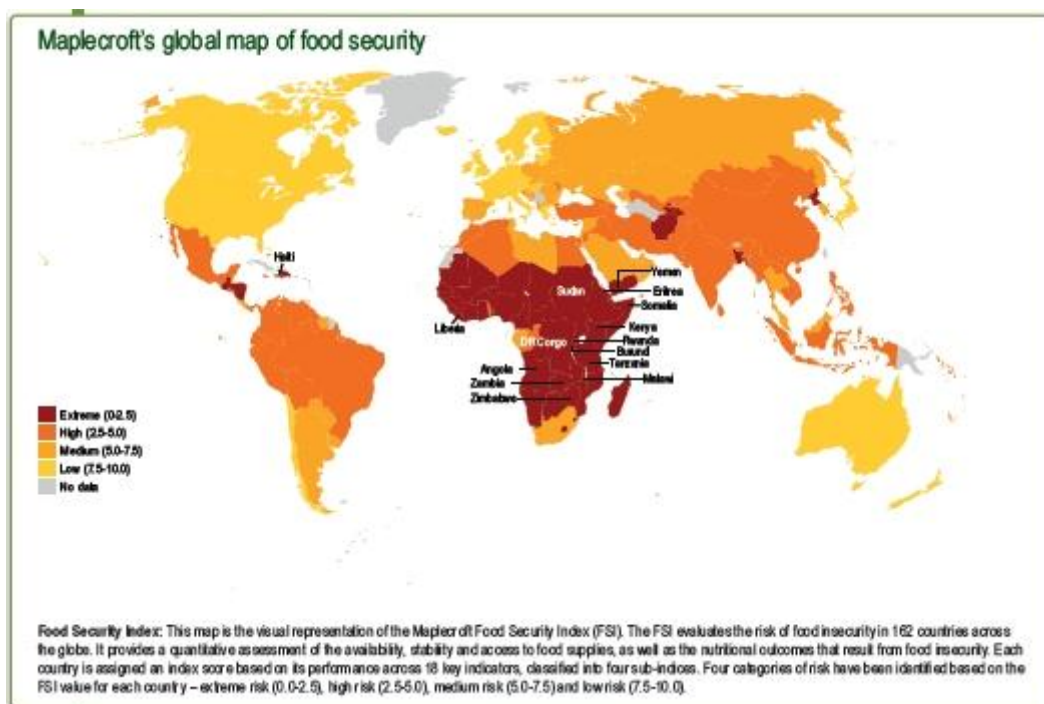 Maplecroft's global map of food security
Haiti
Yemen
Sudan
Eritrea
Somalia
Liberia
Kenya
DR Congo
Rwanda
Burund
Tanzania
Angola
Malawi
Zambia
Zimbabwe
Extreme (0-2.5)
High (2.5-5.0)
Medium (5.0-7.5)
Low (7.5-10.0)
No data
Food Security Index: This map is the visual representation of the Maplecroft Food Security Index (FSI). The FSI evaluates the risk of food insecurity in 162 countries across
the globe. It provides a quantitative assessment of the availability, stability and access to food supplies, as well as the nutritional outcomes that result from food insecurity. Each
country is assigned an index score based on its performance across 18 key indicators, classified into four sub-indices. Four categories of risk have been identified based on the
FSI value for each country – extreme risk (0.0-2.5), high risk (2.5-5.0), medium risk (5.0-7.5) and low risk (7.5-10.0).